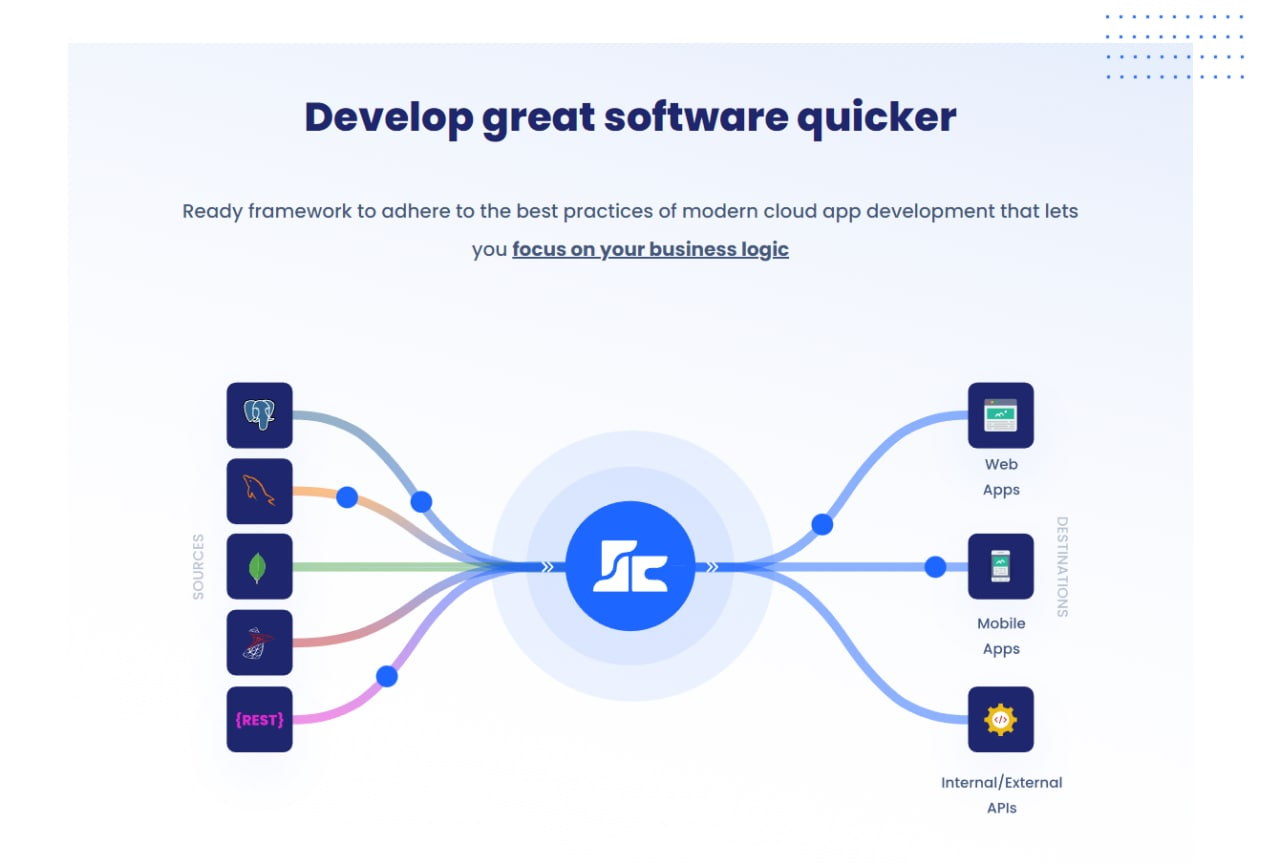 Develop great software quicker
Ready framework to adhere to the best practices of modern cloud app development that lets
you focus on your business logic
SOURCES
{REST}
Web
Apps
Mobile
Apps
Internal/External
APIs
DESTINATIONS